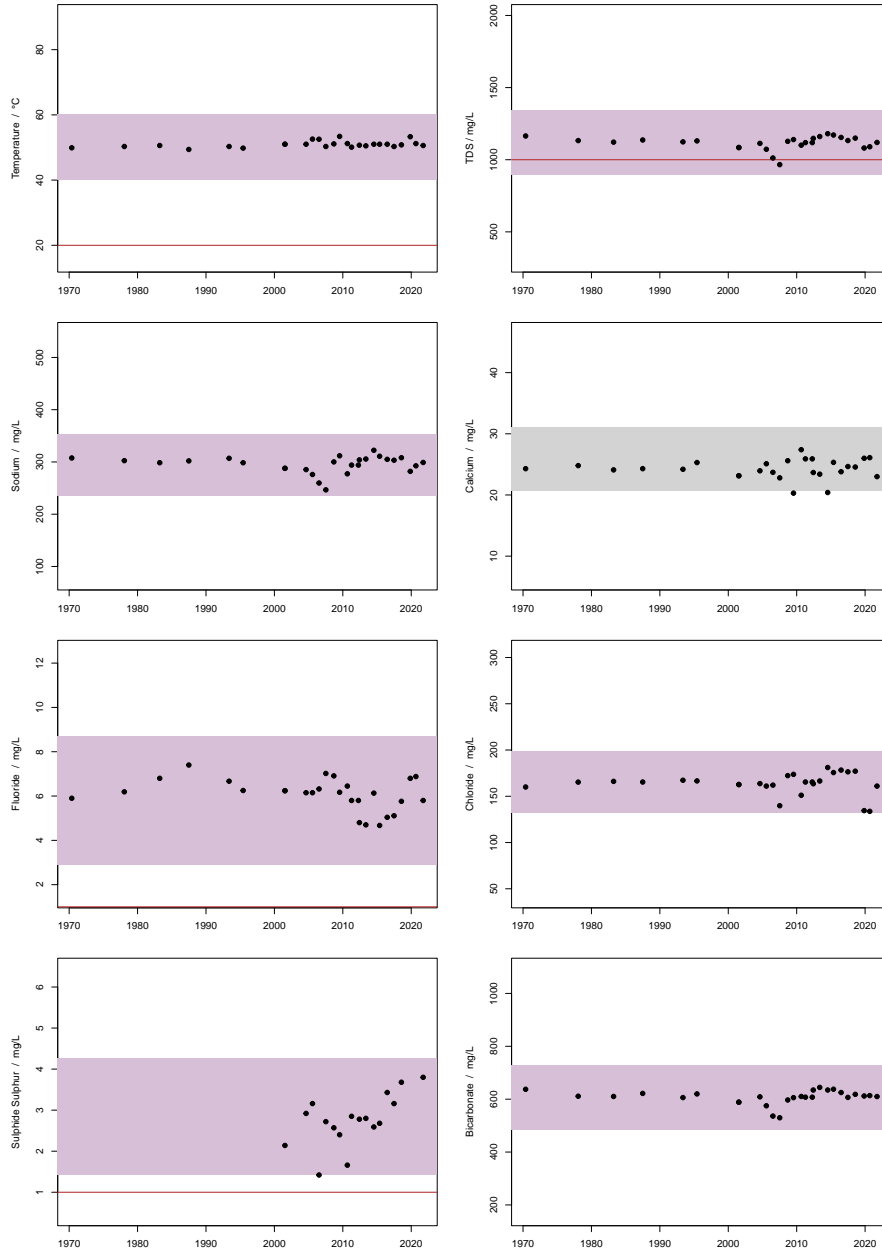 Temperature / °C
80
60
40
20
1970 1980 1990 2000 2010 2020
TDS / mg/L
2000
1500
1000
500
1970 1980 1990 2000 2010 2020
Sodium / mg/L
500
400
300
200
100
1970 1980 1990 2000 2010 2020
Calcium / mg/L
40
30
20
10
1970 1980 1990 2000 2010 2020
Fluoride / mg/L
12
10
8
6
4
2
1970 1980 1990 2000 2010 2020
Chloride / mg/L
300
250
200
150
100
50
1970 1980 1990 2000 2010 2020
Sulphide Sulphur / mg/L
6
5
4
3
2
1
1970 1980 1990 2000 2010 2020
Bicarbonate / mg/L
1000
800
600
400
200
1970 1980 1990 2000 2010 2020